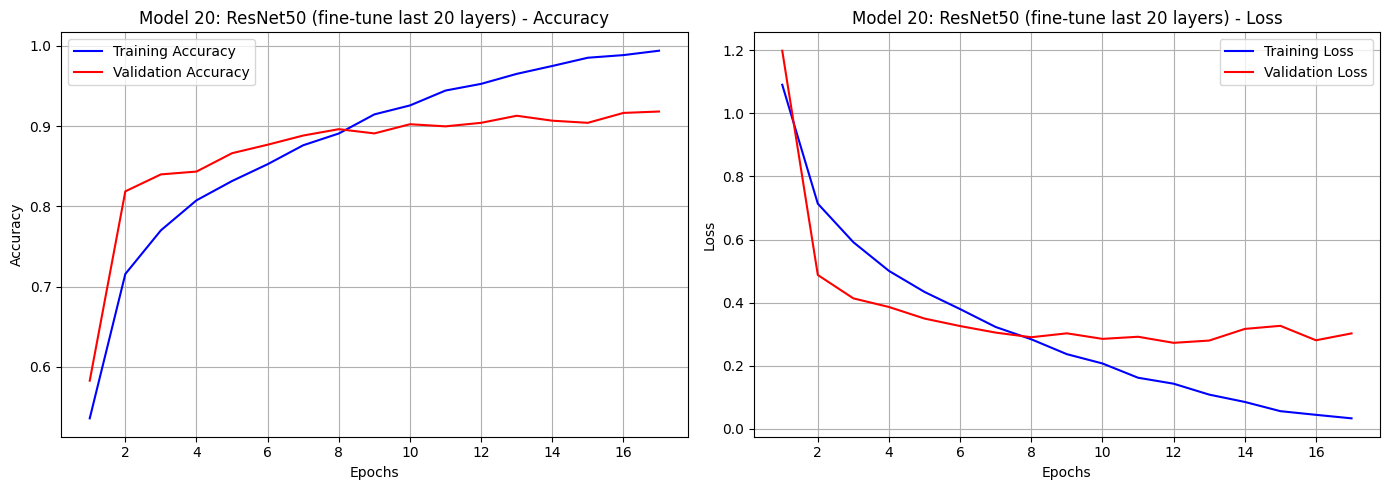 Model 20: ResNet50 (fine-tune last 20 layers) - Accuracy
Training Accuracy
Validation Accuracy
1.0
0.9
0.8
0.7
0.6
Accuracy
2 4 6 8 10 12 14 16
Epochs
Model 20: ResNet50 (fine-tune last 20 layers) - Loss
Training Loss
Validation Loss
1.2
1.0
0.8
0.6
0.4
0.2
0.0
Loss
2 4 6 8 10 12 14 16
Epochs